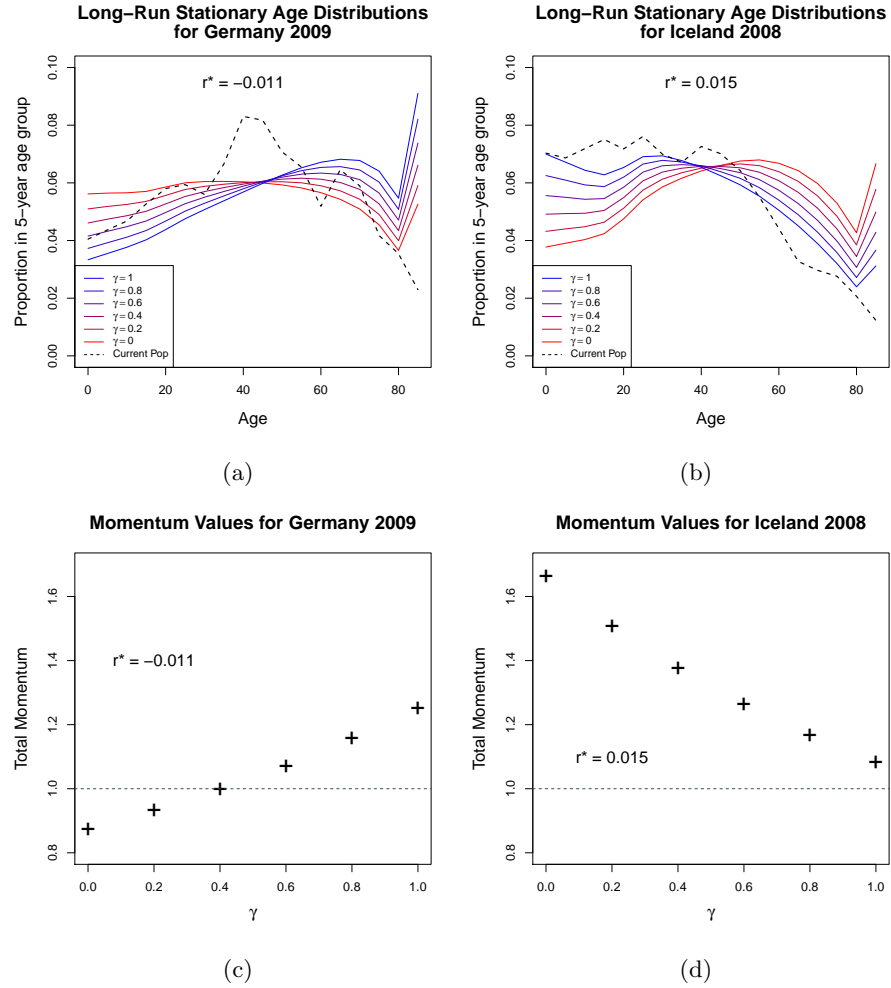 Long−Run Stationary Age Distributions
for Germany 2009
r* = −0.011
Proportion in 5−year age group
0.10
0.08
0.06
0.04
0.02
0.00
γ = 1
γ = 0.8
γ = 0.6
γ = 0.4
γ = 0.2
γ = 0
Current Pop
0 20 40 60 80
Age
(a)
Long−Run Stationary Age Distributions
for Iceland 2008
r* = 0.015
Proportion in 5−year age group
0.10
0.08
0.06
0.04
0.02
0.00
γ = 1
γ = 0.8
γ = 0.6
γ = 0.4
γ = 0.2
γ = 0
Current Pop
0 20 40 60 80
Age
(b)
Momentum Values for Germany 2009
r* = −0.011
Total Momentum
1.6
1.4
1.2
1.0
0.8
0.0 0.2 0.4 0.6 0.8 1.0
γ
(c)
Momentum Values for Iceland 2008
r* = 0.015
Total Momentum
1.6
1.4
1.2
1.0
0.8
0.0 0.2 0.4 0.6 0.8 1.0
γ
(d)